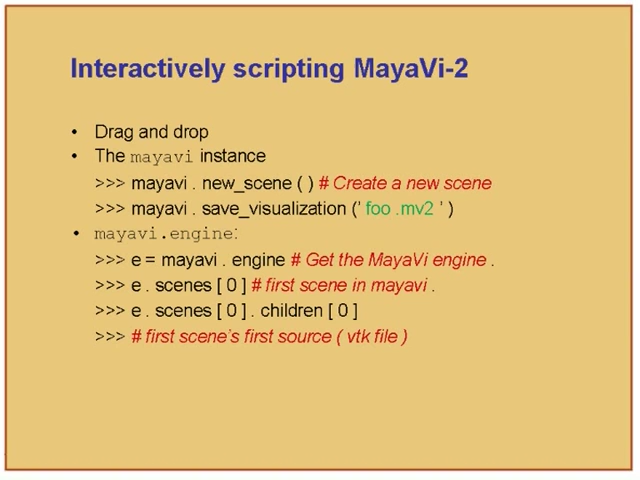 Interactively scripting MayaVi-2
• Drag and drop
• The mayavi instance
>>> mayavi . new_scene ( ) # Create a new scene
>>> mayavi . save_visualization (’ foo .mv2 ’ )
• mayavi.engine:
>>> e = mayavi . engine # Get the MayaVi engine .
>>> e . scenes [ 0 ] # first scene in mayavi .
>>> e . scenes [ 0 ] . children [ 0 ]
>>> # first scene’s first source ( vtk file )